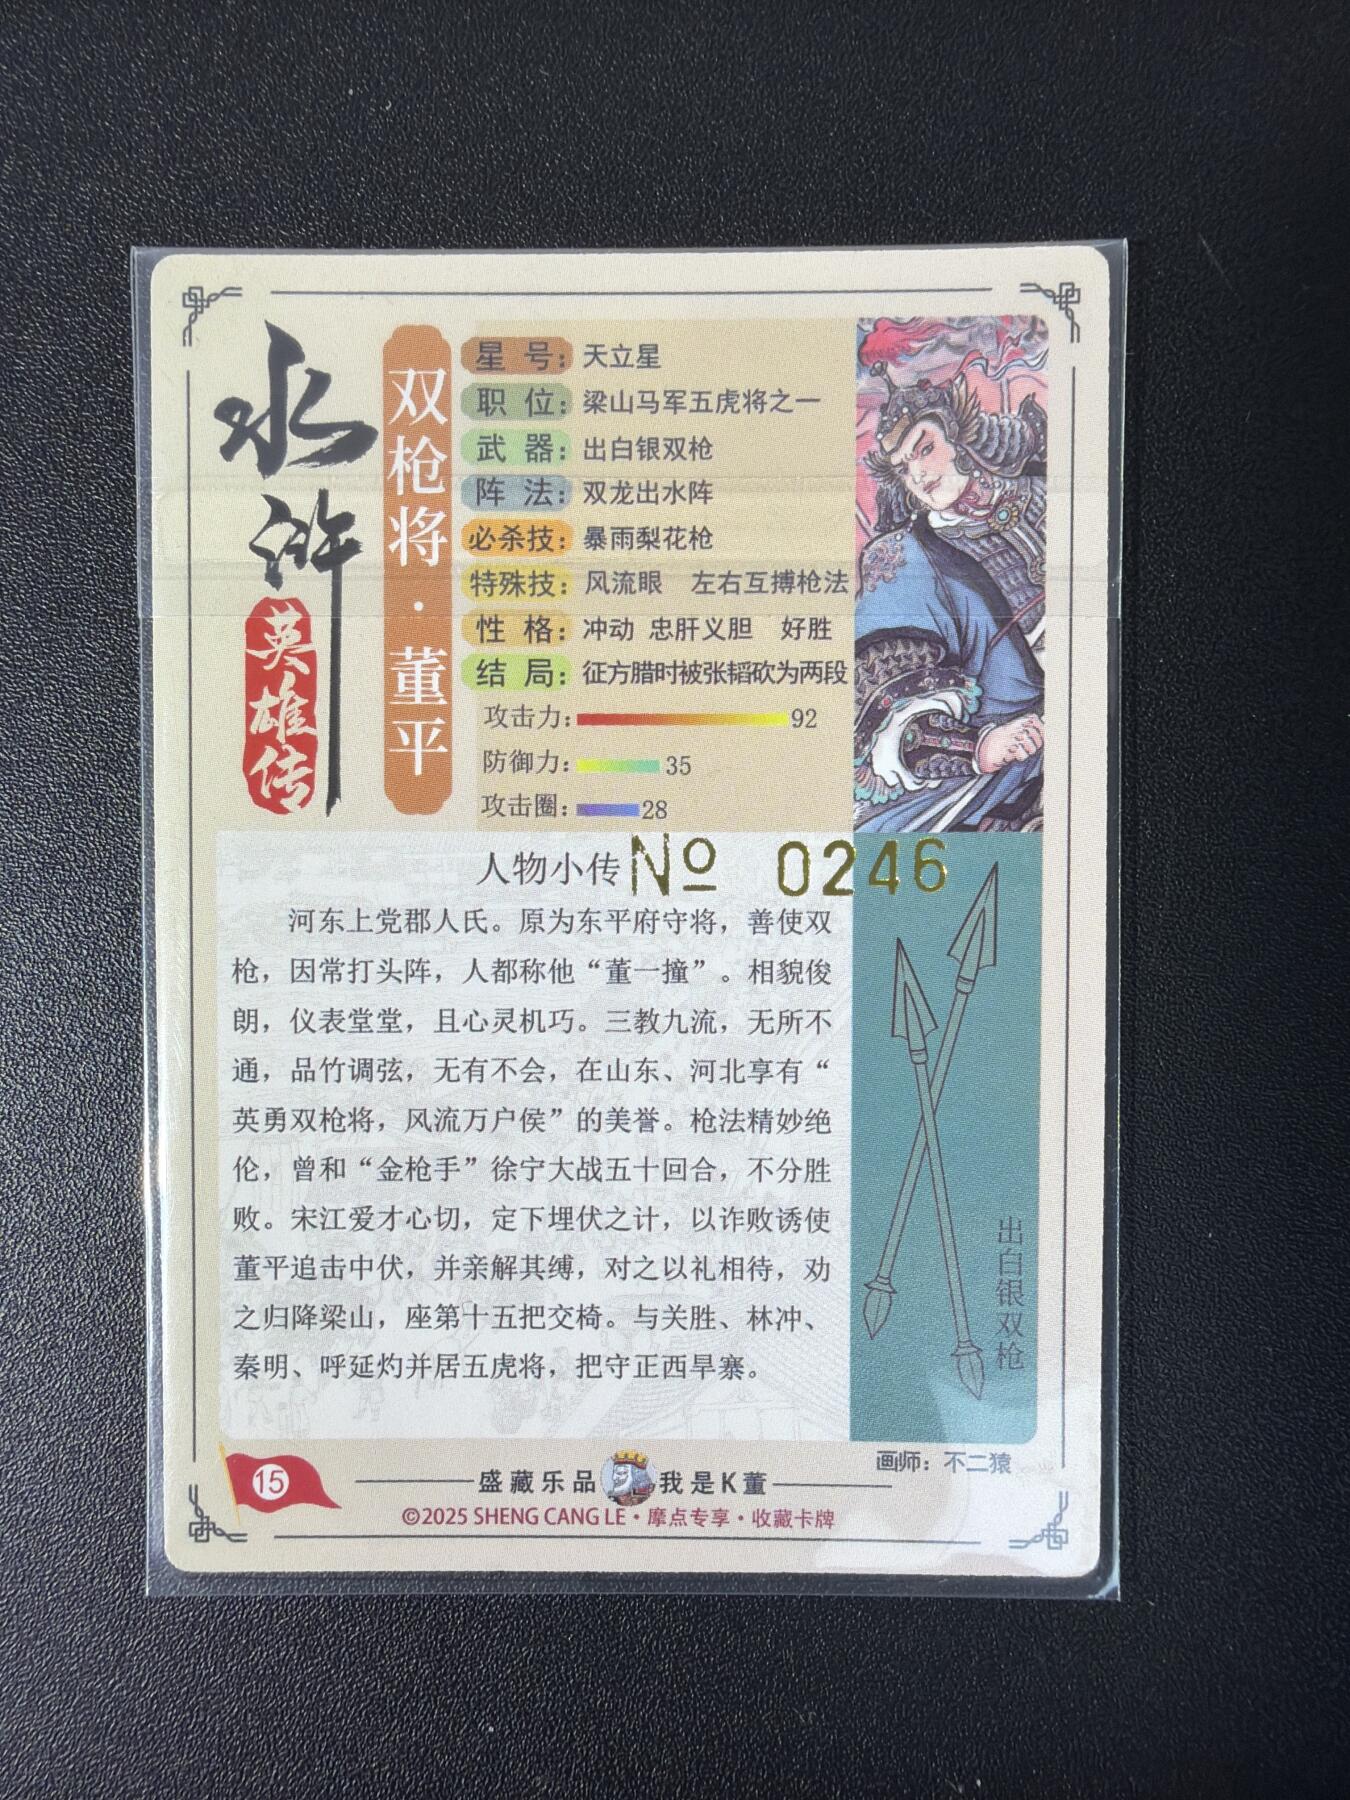 水浒
英雄传
双枪将·董平
星 号：天立星
职 位：梁山马军五虎将之一
武 器：出白银双枪
阵 法：双龙出水阵
必杀技：暴雨梨花枪
特殊技：风流眼 左右互搏枪法
性 格：冲动 忠肝义胆 好胜
结 局：征方腊时被张韬砍为两段
攻击力：92
防御力：35
攻击圈：28
人物小传
№ 0246
河东上党郡人氏。原为东平府守将，善使双
枪，因常打头阵，人都称他“董一撞”。相貌俊
朗，仪表堂堂，且心灵机巧。三教九流，无所不
通，品竹调弦，无有不会，在山东、河北享有“
英勇双枪将，风流万户侯”的美誉。枪法精妙绝
伦，曾和“金枪手”徐宁大战五十回合，不分胜
败。宋江爱才心切，定下埋伏之计，以诈败诱使
董平追击中伏，并亲解其缚，对之以礼相待，劝
之归降梁山，座第十五把交椅。与关胜、林冲、
秦明、呼延灼并居五虎将，把守正西旱寨。
出白银双枪
画师：不二猿
15
盛藏乐品 我是K董
©2025 SHENG CANG LE·摩点专享·收藏卡牌